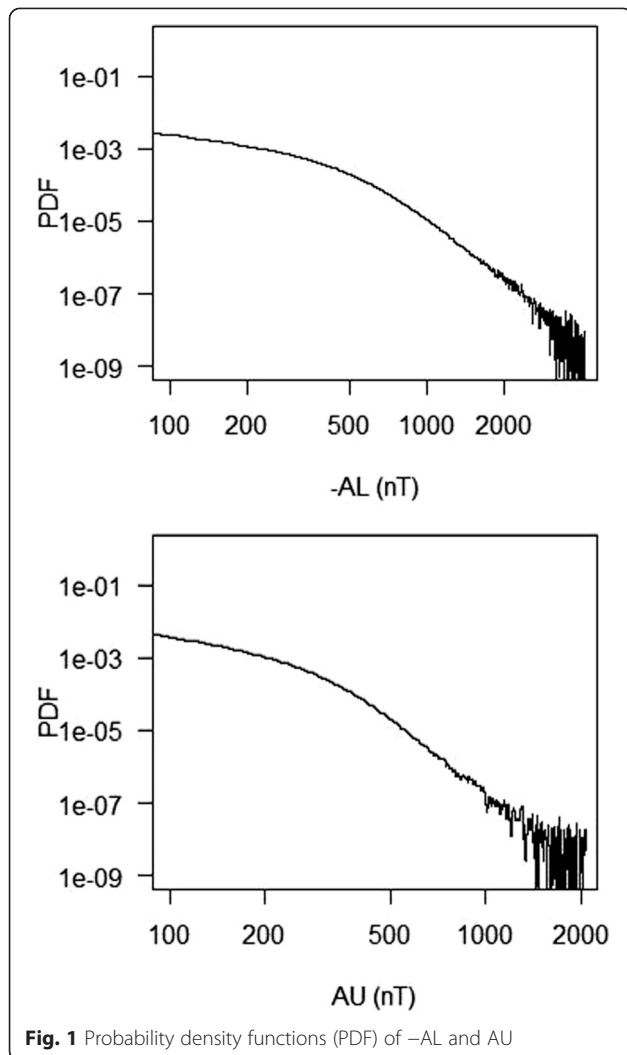 1e-01
1e-03
1e-05
1e-07
1e-09
PDF
100 200 500 1000 2000
-AL (nT)
1e-01
1e-03
1e-05
1e-07
1e-09
PDF
100 200 500 1000 2000
AU (nT)
Fig. 1 Probability density functions (PDF) of −AL and AU